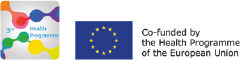 3rd Health
Programme
Co-funded by
the Health Programme
of the European Union